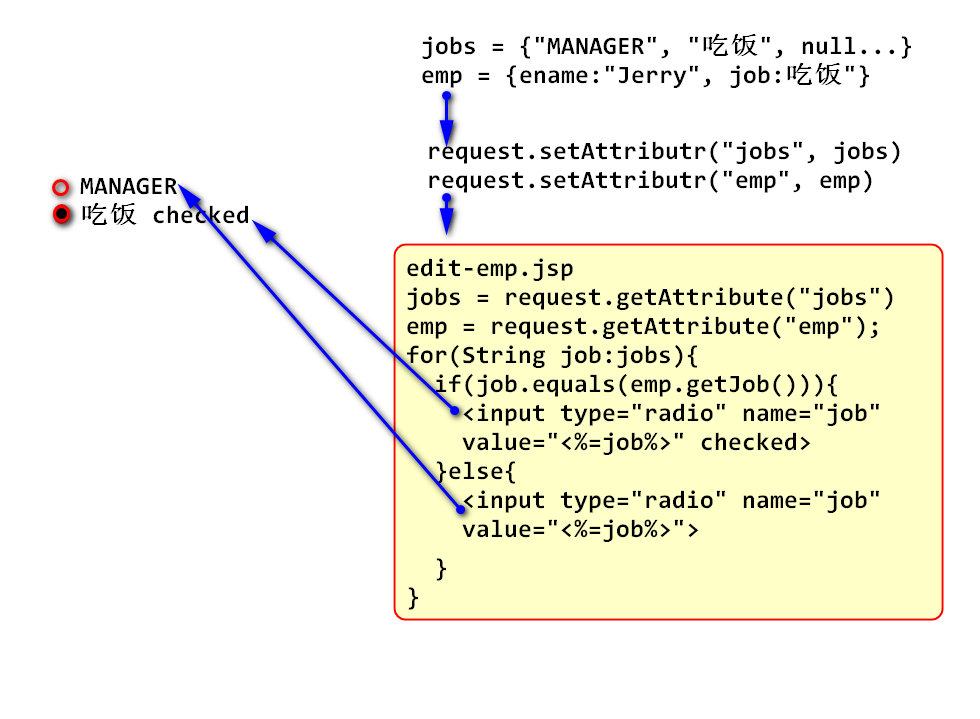 jobs = {"MANAGER", "吃饭", null...}
emp = {ename:"Jerry", job:吃饭"}
request.setAttributr("jobs", jobs)
request.setAttributr("emp", emp)
MANAGER
吃饭 checked
edit-emp.jsp
jobs = request.getAttribute("jobs")
emp = request.getAttribute("emp");
for(String job:jobs){
if(job.equals(emp.getJob())){
<input type="radio" name="job"
value="<%=job%>" checked>
}else{
<input type="radio" name="job"
value="<%=job%>">
}
}